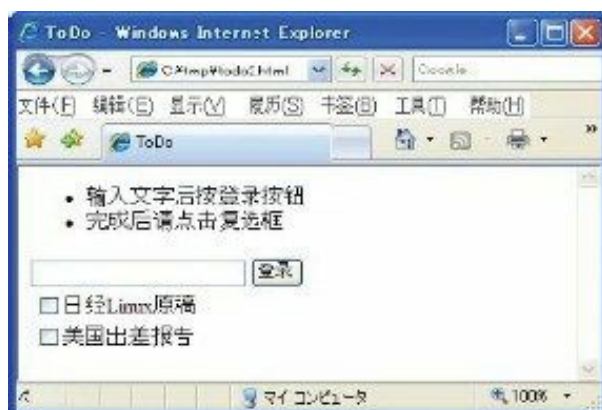 ToDo - Windows Internet Explorer
C:¥tmp¥todo2.html Google
文件(F) 编辑(E) 显示(V) 履历(S) 书签(B) 工具(T) 帮助(H)
ToDo
• 输入文字后按登录按钮
• 完成后请点击复选框
登录
日经Linux原稿
美国出差报告
マイ コンピュータ 100%